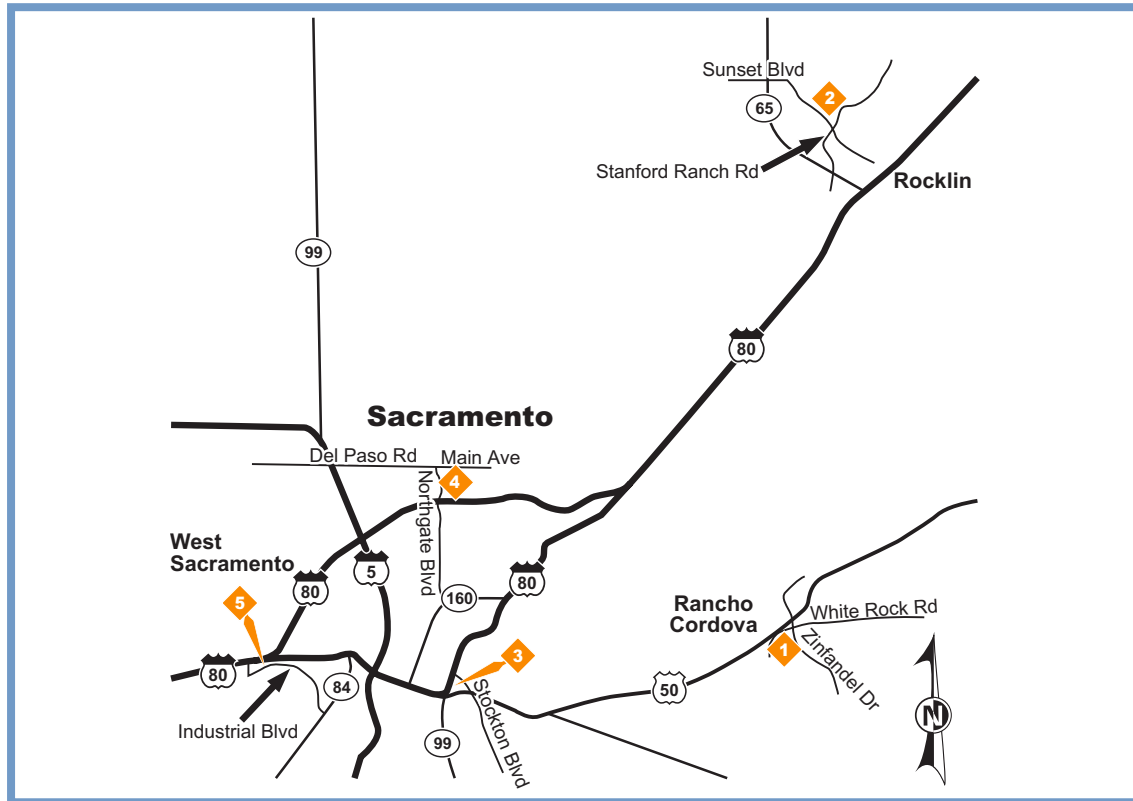 Sunset Blvd
2
65
Stanford Ranch Rd
Rocklin
99
80
Sacramento
Del Paso Rd
Main Ave
4
Northgate Blvd
West
Sacramento
5
80
80
160
5
Rancho
Cordova
White Rock Rd
3
1
Zinfandel Dr
80
84
50
Stockton Blvd
Industrial Blvd
99
N